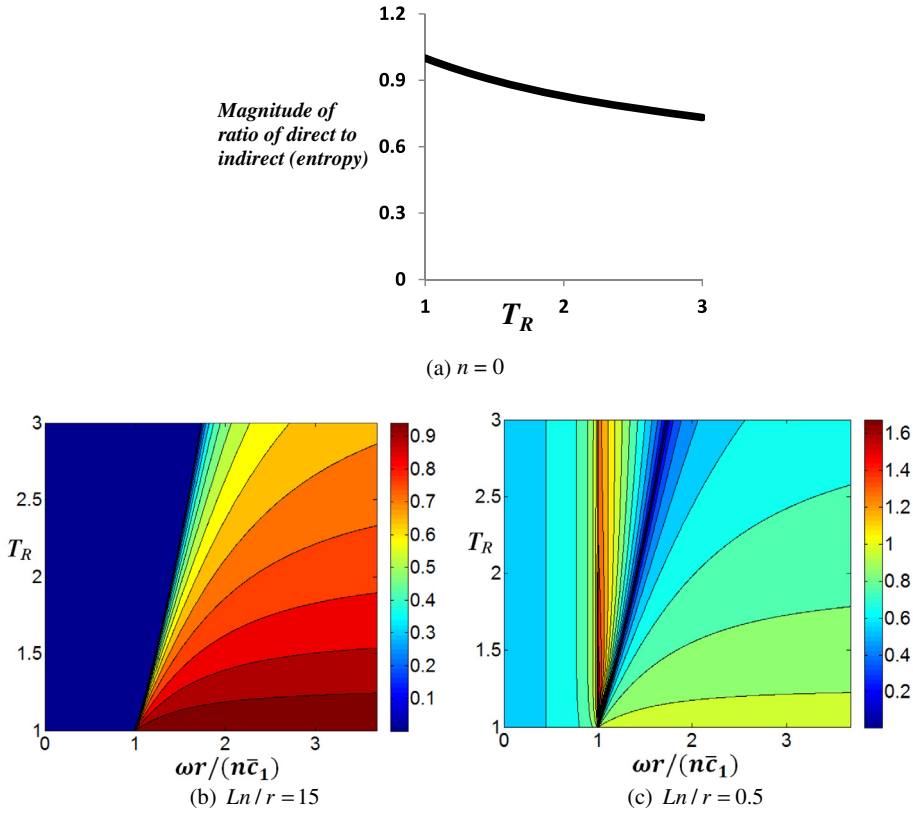 1.2
0.9
0.6
0.3
0
Magnitude of
ratio of direct to
indirect (entropy)
1 2 3
T_R
(a) n = 0
3
2.5
2
1.5
1
T_R
0 1 2 3
ωr/(nc̄₁)
0.9
0.8
0.7
0.6
0.5
0.4
0.3
0.2
0.1
(b) Ln / r = 15
3
2.5
2
1.5
1
T_R
0 1 2 3
ωr/(nc̄₁)
1.6
1.4
1.2
1
0.8
0.6
0.4
0.2
(c) Ln / r = 0.5